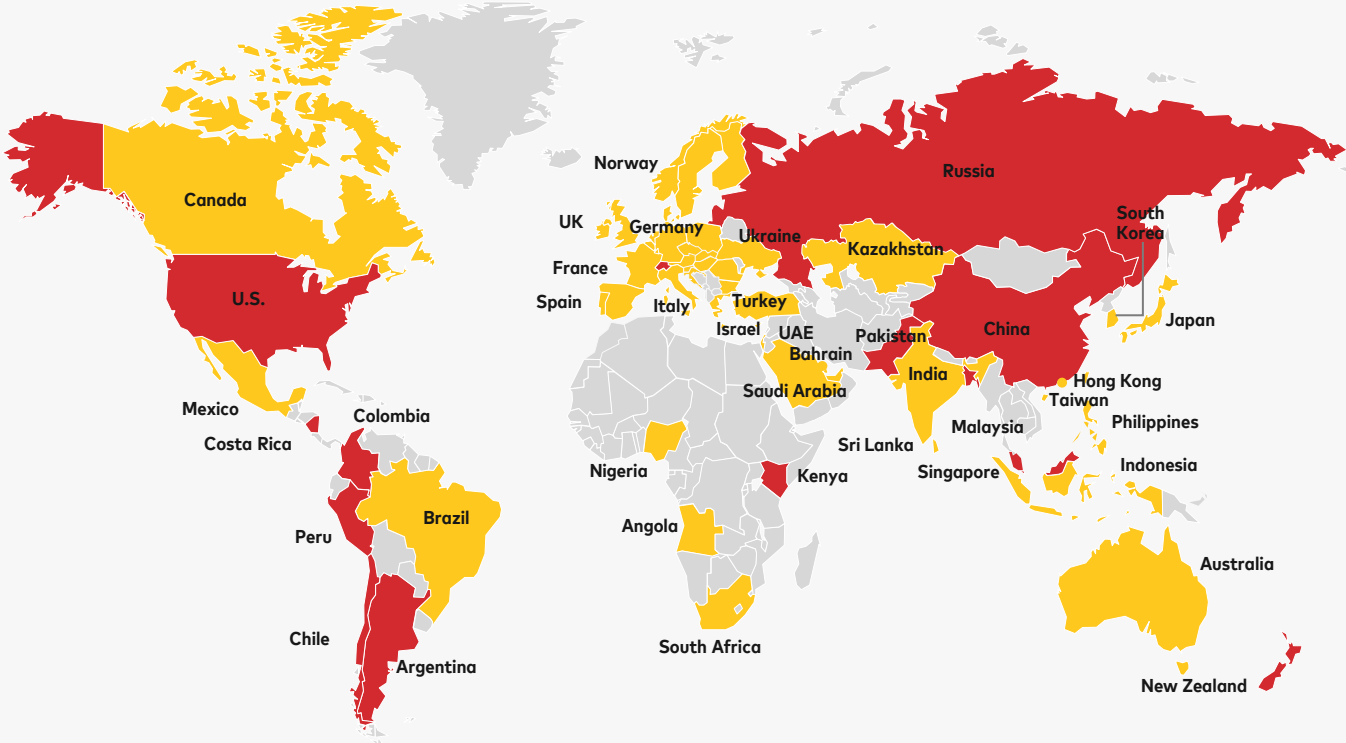 Norway
Russia
Canada
South
Korea
UK
Germany
Ukraine
Kazakhstan
France
U.S.
Spain
Italy
Turkey
Israel
UAE
Pakistan
China
Japan
Bahrain
India
Hong Kong
Saudi Arabia
Taiwan
Mexico
Colombia
Costa Rica
Malaysia
Philippines
Sri Lanka
Nigeria
Kenya
Singapore
Indonesia
Brazil
Angola
Peru
Australia
Chile
South Africa
Argentina
New Zealand